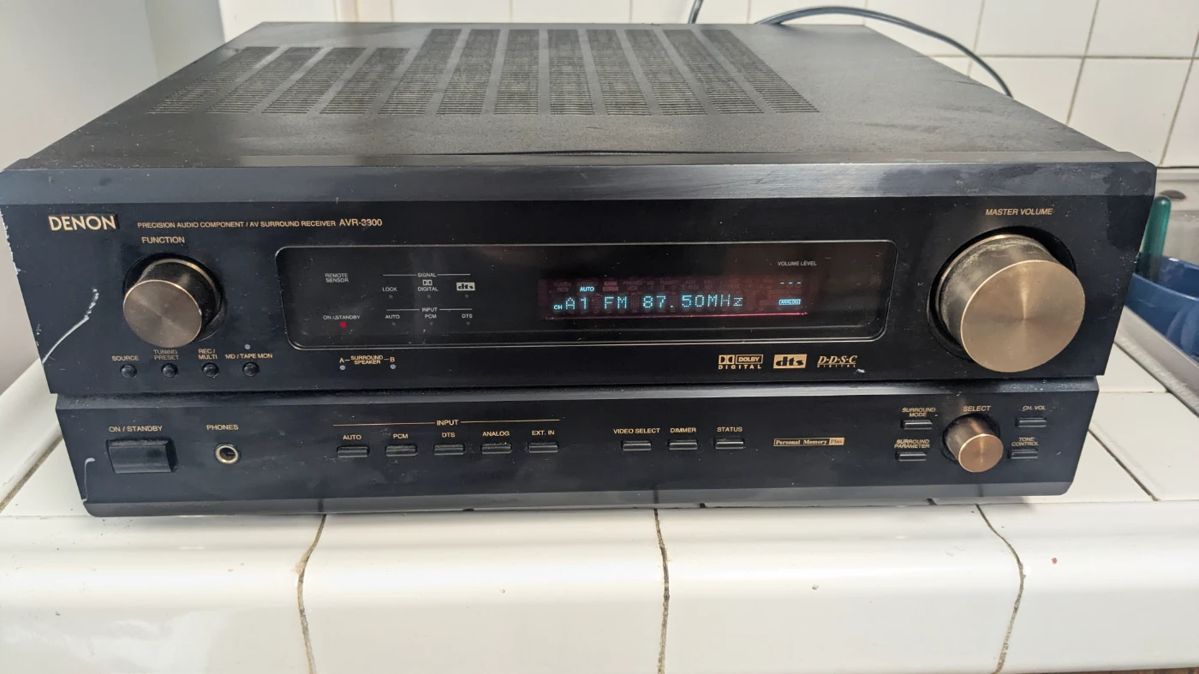 DENON PRECISION AUDIO COMPONENT / AV SURROUND RECEIVER AVR-3300
FUNCTION
MASTER VOLUME
REMOTE SENSOR
SIGNAL
LOCK
DIGITAL
dts
ON/STANDBY
INPUT
AUTO
PCM
DTS
VOLUME LEVEL
AUTO
---
CH A1 FM 87.50MHz
ANALOG
SOURCE
TUNING PRESET
REC/ MULTI
MD/TAPE MON
A SURROUND SPEAKER B
DOLBY DIGITAL
dts
D·D·S·C DIGITAL
ON / STANDBY
PHONES
INPUT
AUTO
PCM
DTS
ANALOG
EXT. IN
VIDEO SELECT
DIMMER
STATUS
Personal Memory Plus
SURROUND MODE
SURROUND PARAMETER
SELECT
CH. VOL
TONE CONTROL